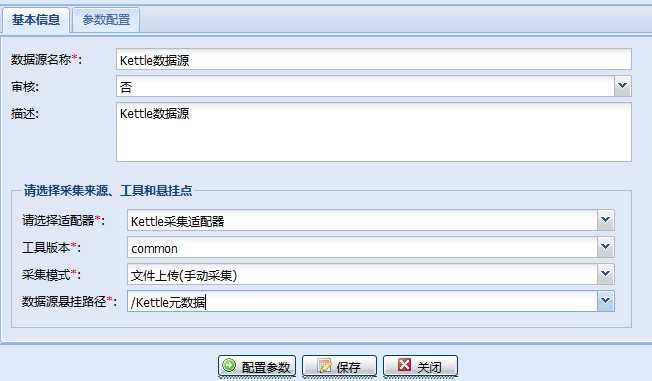 基本信息 参数配置
数据源名称*: Kettle数据源
审核: 否
描述: Kettle数据源
请选择采集来源、工具和悬挂点
请选择适配器*: Kettle采集适配器
工具版本*: common
采集模式*: 文件上传(手动采集)
数据源悬挂路径*: /Kettle元数据
配置参数 保存 关闭